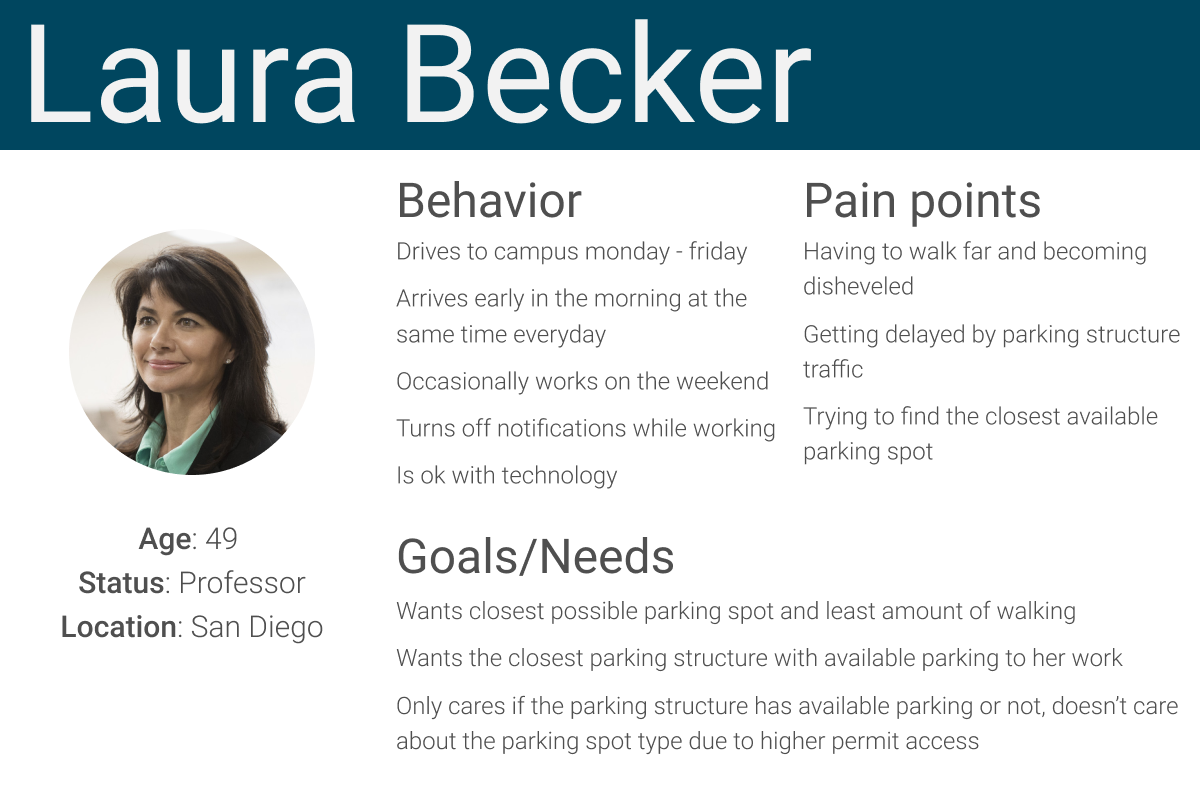 Laura Becker
Age: 49
Status: Professor
Location: San Diego
Behavior
Drives to campus monday - friday
Arrives early in the morning at the
same time everyday
Occasionally works on the weekend
Turns off notifications while working
Is ok with technology
Pain points
Having to walk far and becoming
disheveled
Getting delayed by parking structure
traffic
Trying to find the closest available
parking spot
Goals/Needs
Wants closest possible parking spot and least amount of walking
Wants the closest parking structure with available parking to her work
Only cares if the parking structure has available parking or not, doesn’t care
about the parking spot type due to higher permit access